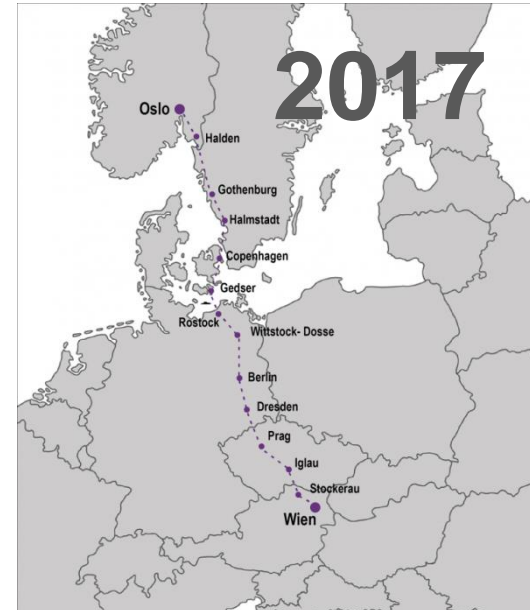 2017
Oslo
Halden
Gothenburg
Halmstadt
Copenhagen
Gedser
Rostock
Wittstock- Dosse
Berlin
Dresden
Prag
Iglau
Stockerau
Wien